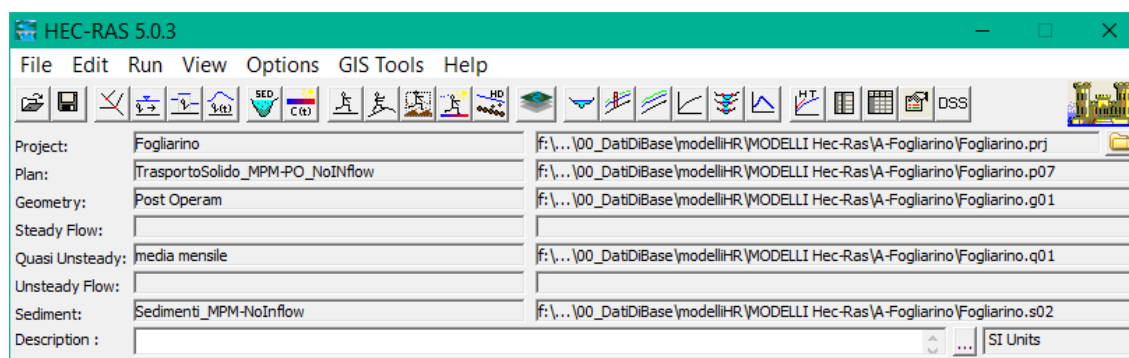 HEC-RAS 5.0.3
File Edit Run View Options GIS Tools Help
SED C(t) HD HT DSS
Project: Fogliarino f:\...\00_DatiDiBase\modelliHR\MODELLI Hec-Ras\A-Fogliarino\Fogliarino.prj
Plan: TrasportoSolido_MPM-PO_NoINflow f:\...\00_DatiDiBase\modelliHR\MODELLI Hec-Ras\A-Fogliarino\Fogliarino.p07
Geometry: Post Operam f:\...\00_DatiDiBase\modelliHR\MODELLI Hec-Ras\A-Fogliarino\Fogliarino.g01
Steady Flow:
Quasi Unsteady: media mensile f:\...\00_DatiDiBase\modelliHR\MODELLI Hec-Ras\A-Fogliarino\Fogliarino.q01
Unsteady Flow:
Sediment: Sedimenti_MPM-NoInflow f:\...\00_DatiDiBase\modelliHR\MODELLI Hec-Ras\A-Fogliarino\Fogliarino.s02
Description : ... SI Units